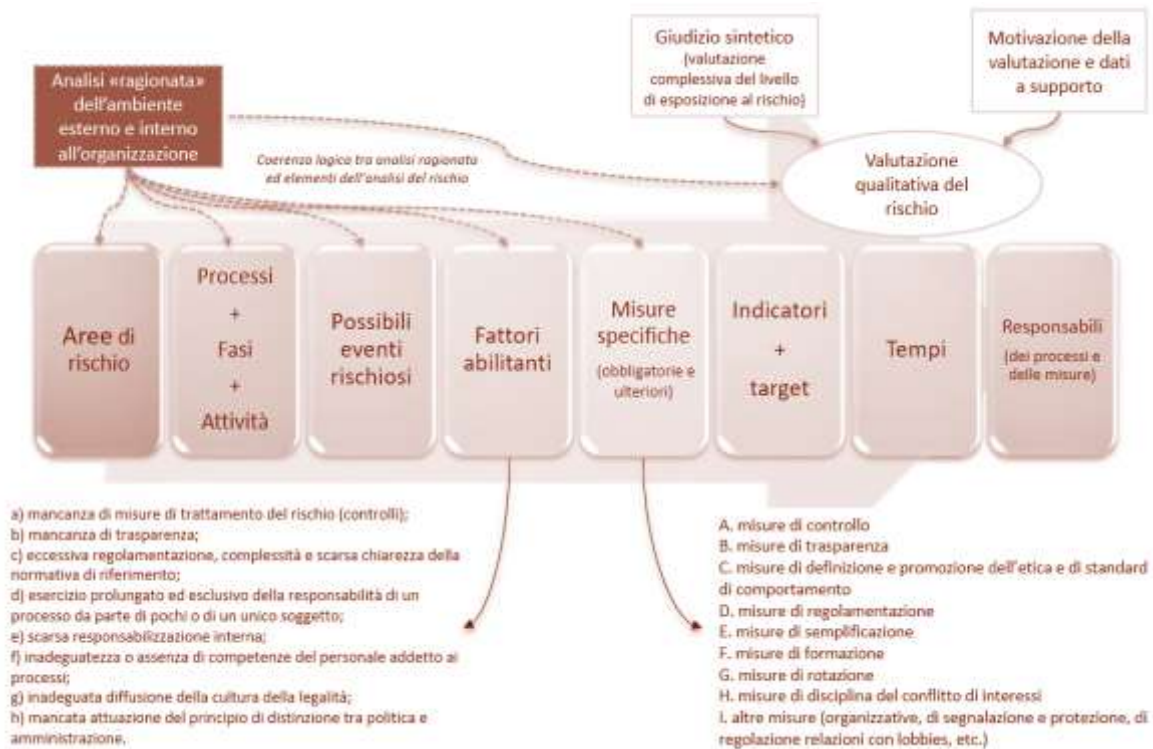 Giudizio sintetico
(valutazione
complessiva del livello
di esposizione al rischio)
Motivazione della
valutazione e dati
a supporto
Analisi «ragionata»
dell'ambiente
esterno e interno
all'organizzazione
Coerenza logica tra analisi ragionata
ed elementi dell'analisi del rischio
Valutazione
qualitativa del
rischio
Aree di
rischio
Processi
+
Fasi
+
Attività
Possibili
eventi
rischiosi
Fattori
abilitanti
Misure
specifiche
(obbligatorie e
ulteriori)
Indicatori
+
target
Tempi
Responsabili
(dei processi e
delle misure)
a) mancanza di misure di trattamento del rischio (controlli);
b) mancanza di trasparenza;
c) eccessiva regolamentazione, complessità e scarsa chiarezza della
normativa di riferimento;
d) esercizio prolungato ed esclusivo della responsabilità di un
processo da parte di pochi o di un unico soggetto;
e) scarsa responsabilizzazione interna;
f) inadeguatezza o assenza di competenze del personale addetto ai
processi;
g) inadeguata diffusione della cultura della legalità;
h) mancata attuazione del principio di distinzione tra politica e
amministrazione.
A. misure di controllo
B. misure di trasparenza
C. misure di definizione e promozione dell'etica e di standard
di comportamento
D. misure di regolamentazione
E. misure di semplificazione
F. misure di formazione
G. misure di rotazione
H. misure di disciplina del conflitto di interessi
I. altre misure (organizzative, di segnalazione e protezione, di
regolazione relazioni con lobbies, etc.)